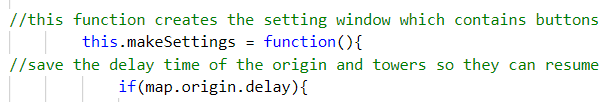 //this function creates the setting window which contains buttons
this.makeSettings = function(){
//save the delay time of the origin and towers so they can resume
if(map.origin.delay){